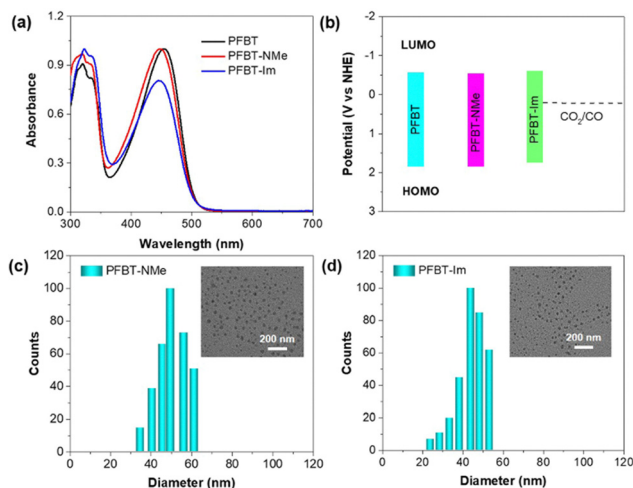 (a)
PFBT
PFBT-NMe
PFBT-Im
Absorbance
1.2
0.9
0.6
0.3
0.0
300 400 500 600 700
Wavelength (nm)
(b)
Potential (V vs NHE)
-2
-1
0
1
2
3
LUMO
PFBT
PFBT-NMe
PFBT-Im
CO₂/CO
HOMO
(c)
PFBT-NMe
200 nm
Counts
120
100
80
60
40
20
0
0 20 40 60 80 100 120
Diameter (nm)
(d)
PFBT-Im
200 nm
Counts
120
100
80
60
40
20
0
0 20 40 60 80 100 120
Diameter (nm)